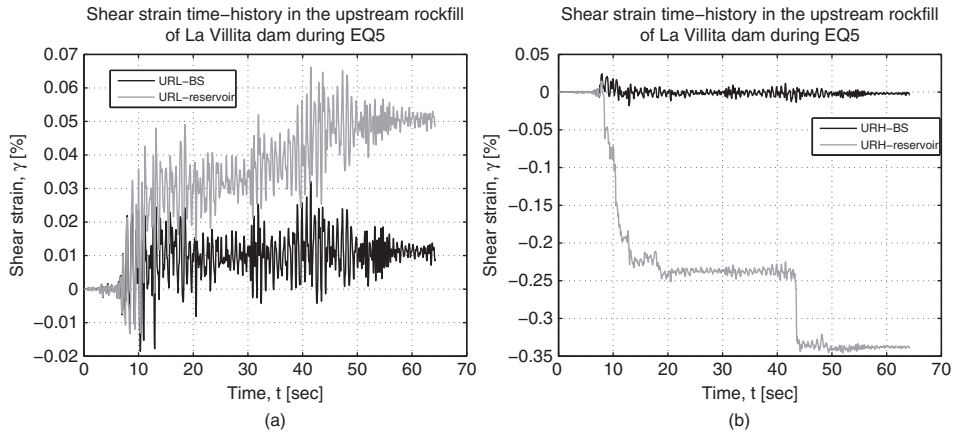 Shear strain time−history in the upstream rockfill
of La Villita dam during EQ5
0.07
0.06
0.05
0.04
0.03
0.02
0.01
0
−0.01
−0.02
Shear strain, γ [%]
URL−BS
URL−reservoir
0 10 20 30 40 50 60 70
Time, t [sec]
(a)
Shear strain time−history in the upstream rockfill
of La Villita dam during EQ5
0.05
0
−0.05
−0.1
−0.15
−0.2
−0.25
−0.3
−0.35
Shear strain, γ [%]
URH−BS
URH−reservoir
0 10 20 30 40 50 60 70
Time, t [sec]
(b)